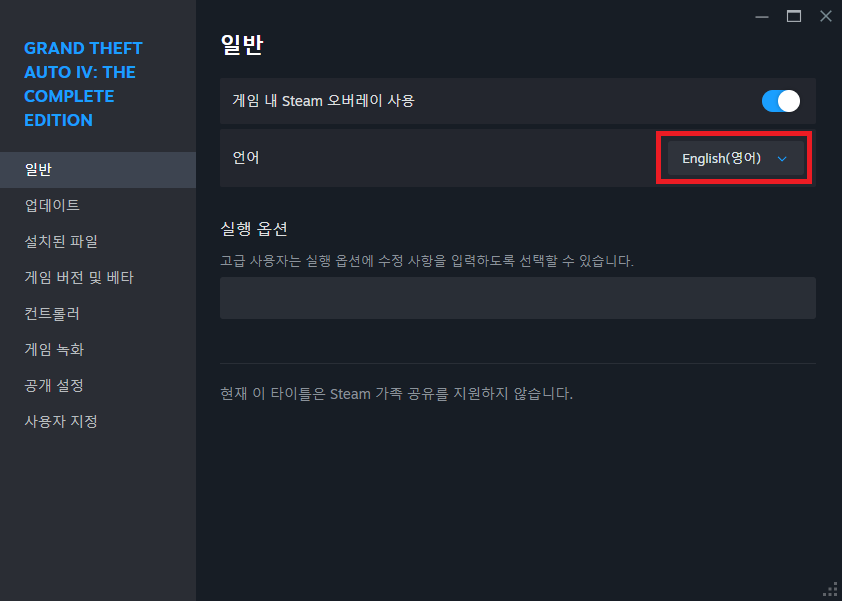 GRAND THEFT
AUTO IV: THE
COMPLETE
EDITION
일반
업데이트
설치된 파일
게임 버전 및 베타
컨트롤러
게임 녹화
공개 설정
사용자 지정
일반
게임 내 Steam 오버레이 사용
언어
English(영어)
실행 옵션
고급 사용자는 실행 옵션에 수정 사항을 입력하도록 선택할 수 있습니다.
현재 이 타이틀은 Steam 가족 공유를 지원하지 않습니다.